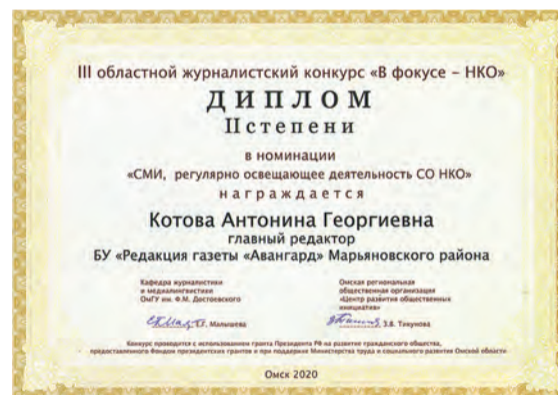 III областной журналистский конкурс «В фокусе – НКО»
ДИПЛОМ
II степени
в номинации
«СМИ, регулярно освещающее деятельность СО НКО»
награждается
Котова Антонина Георгиевна
главный редактор
БУ «Редакция газеты «Авангард» Марьяновского района
Кафедра журналистики
и медиалингвистики
ОмГУ им. Ф.М. Достоевского
Е.Г. Малышева
Омская региональная
общественная организация
«Центр развития общественных
инициатив»
З.В. Тикунова
Конкурс проводится с использованием гранта Президента РФ на развитие гражданского общества,
предоставленного Фондом президентских грантов и при поддержке Министерства труда и социального развития Омской области
Омск 2020